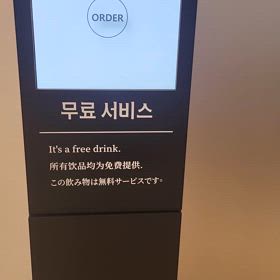 ORDER
무료 서비스
It's a free drink.
所有饮品均为免费提供.
この飲み物は無料サービスです。